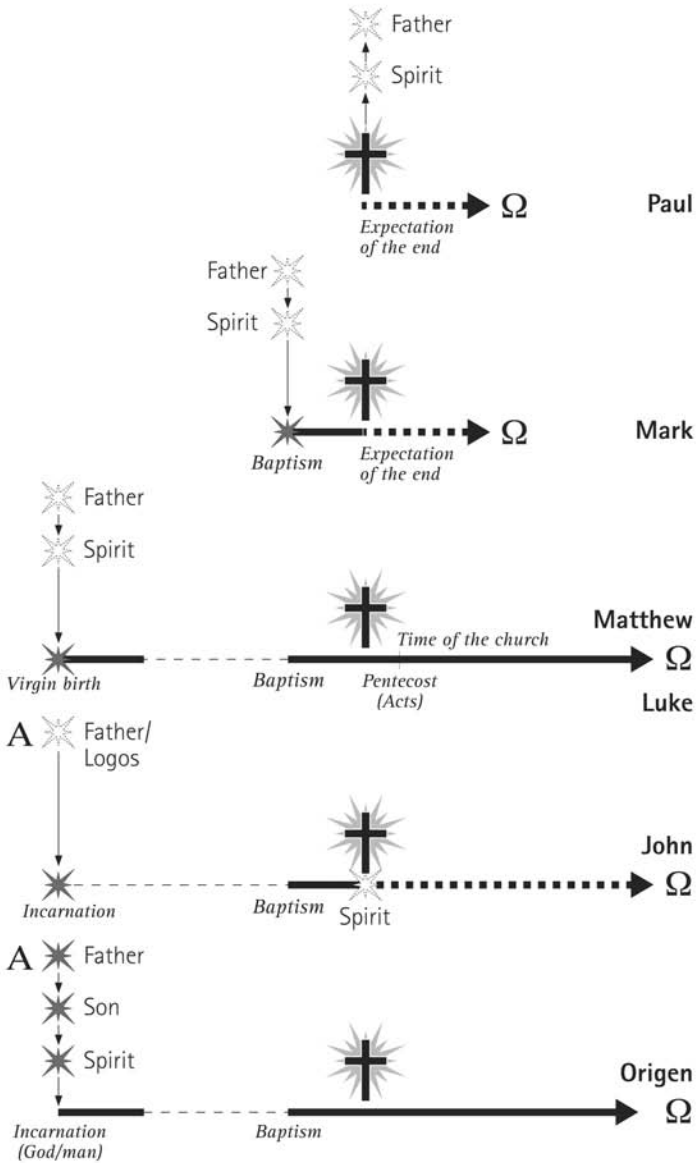 Father
Spirit
Ω
Paul
Expectation
of the end
Father
Spirit
Ω
Mark
Baptism
Expectation
of the end
Father
Spirit
Matthew
Time of the church
Ω
Virgin birth
Baptism
Pentecost
(Acts)
Luke
A
Father/
Logos
John
Ω
Incarnation
Baptism
Spirit
A
Father
Son
Spirit
Origen
Ω
Incarnation
(God/man)
Baptism